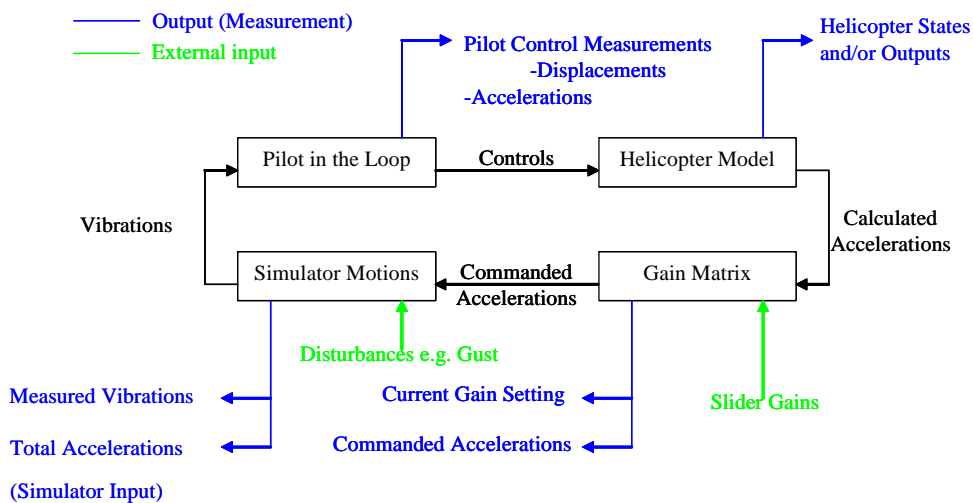 Output (Measurement)
External input
Pilot Control Measurements
-Displacements
-Accelerations
Helicopter States
and/or Outputs
Pilot in the Loop
Controls
Helicopter Model
Vibrations
Calculated
Accelerations
Simulator Motions
Commanded
Accelerations
Gain Matrix
Disturbances e.g. Gust
Measured Vibrations
Current Gain Setting
Slider Gains
Total Accelerations
Commanded Accelerations
(Simulator Input)